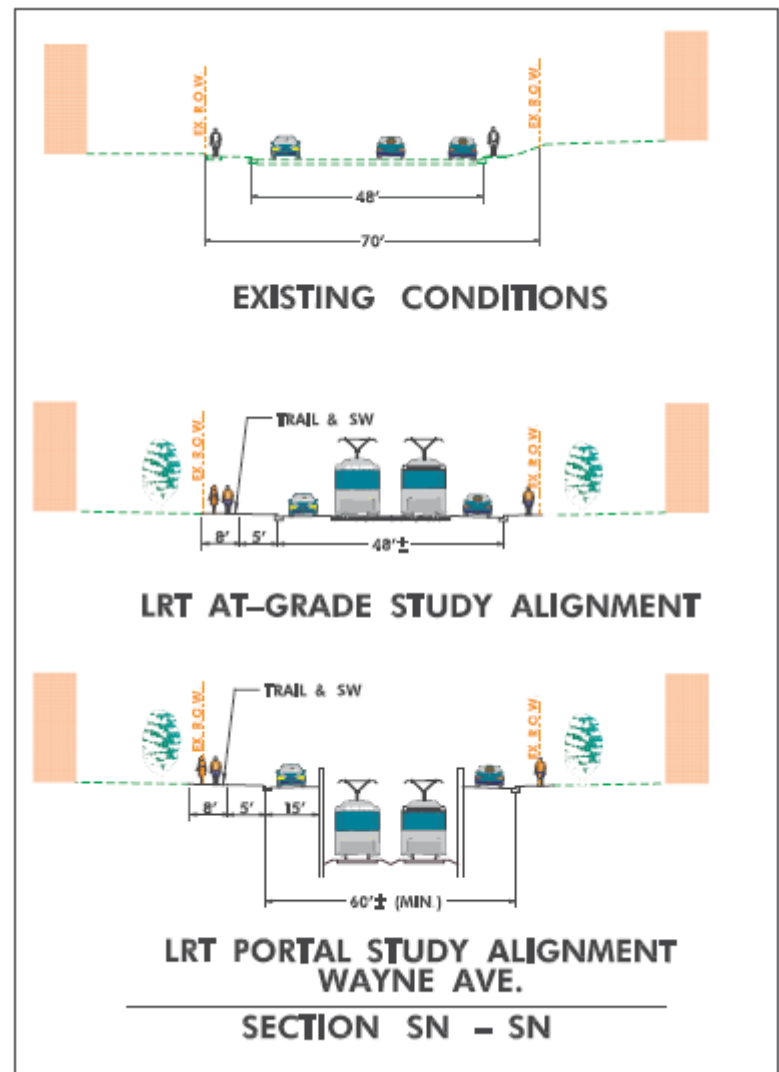 EX R.O.W
EX R.O.W
48'
70'
EXISTING CONDITIONS
TRAIL & SW
EX R.O.W
EX R.O.W
8'
5'
48'±
LRT AT–GRADE STUDY ALIGNMENT
TRAIL & SW
EX R.O.W
EX R.O.W
8'
5'
15'
60'± (MIN.)
LRT PORTAL STUDY ALIGNMENT
WAYNE AVE.
SECTION SN – SN